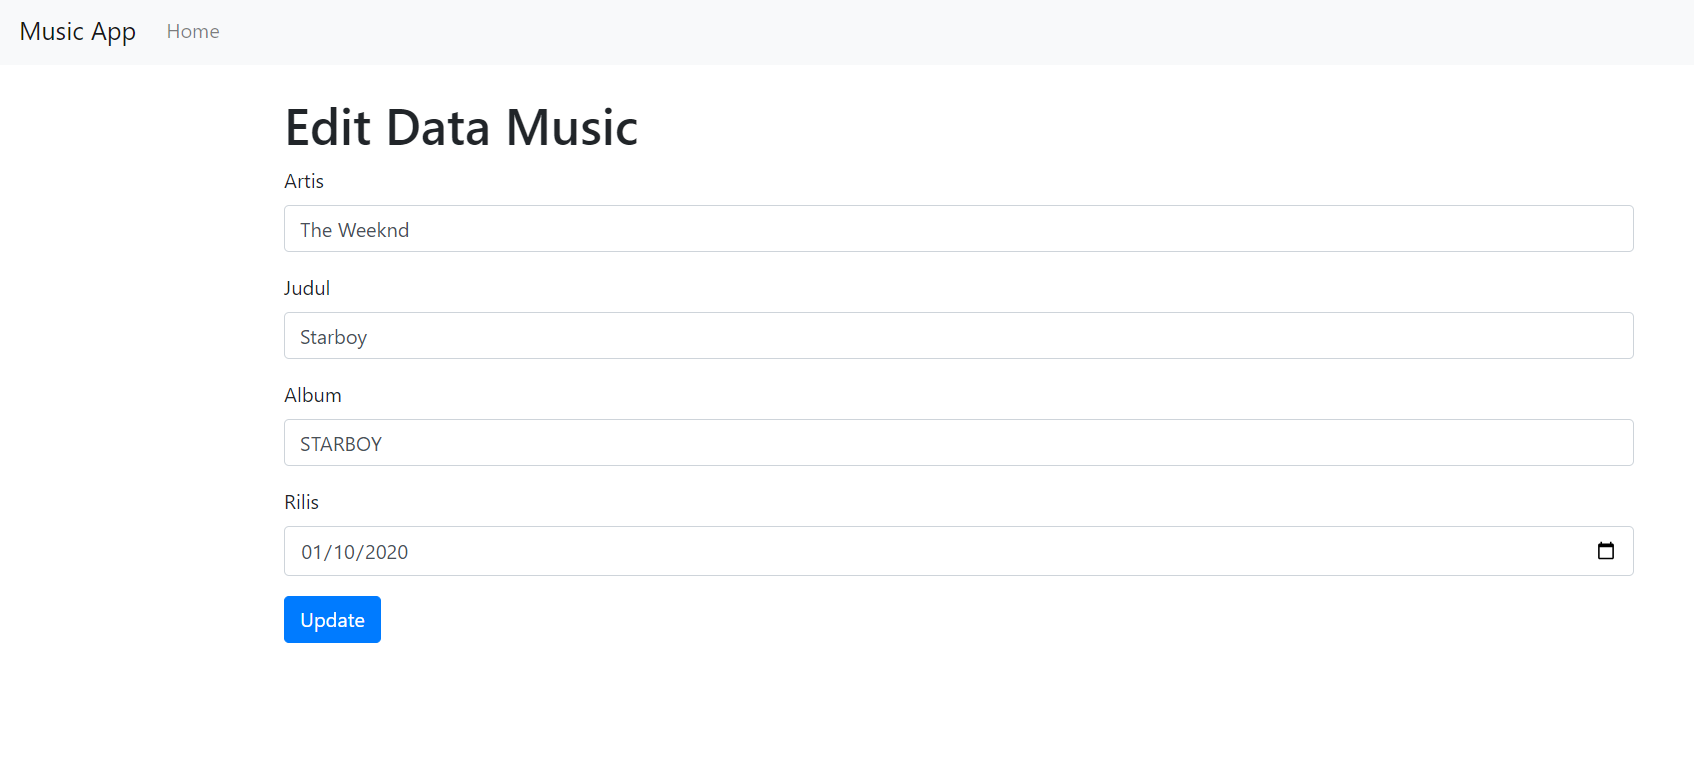 Music App Home
Edit Data Music
Artis
The Weeknd
Judul
Starboy
Album
STARBOY
Rilis
01/10/2020
Update